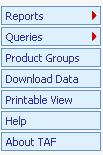 Reports
Queries
Product Groups
Download Data
Printable View
Help
About TAF